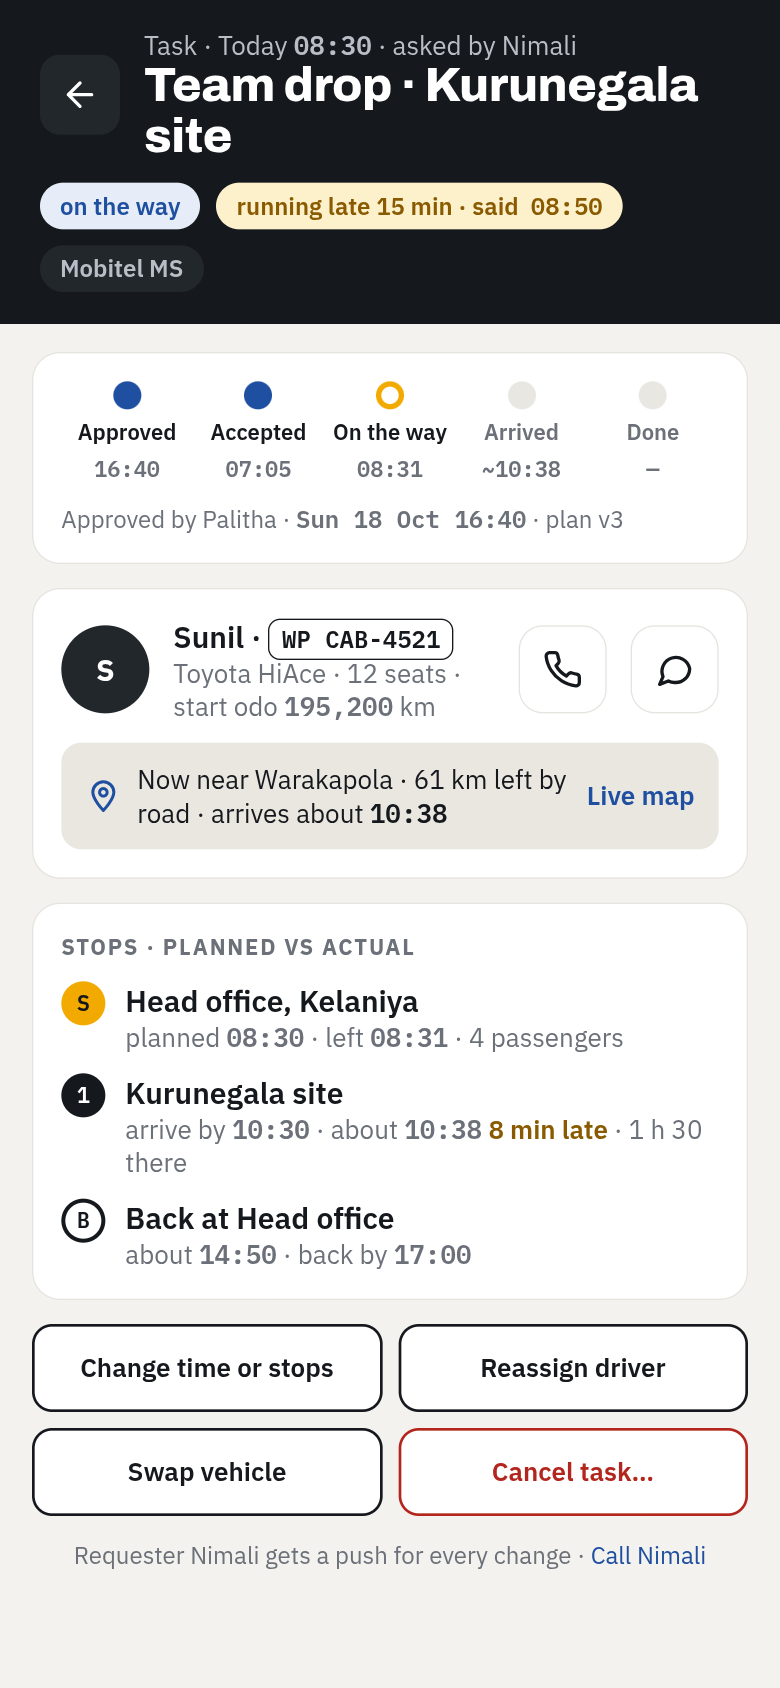 Task · Today 08:30 · asked by Nimali
Team drop · Kurunegala
site
on the way
running late 15 min · said 08:50
Mobitel MS
Approved
Accepted
On the way
Arrived
Done
16:40
07:05
08:31
~10:38
–
Approved by Palitha · Sun 18 Oct 16:40 · plan v3
S
Sunil · WP CAB-4521
Toyota HiAce · 12 seats ·
start odo 195,200 km
Now near Warakapola · 61 km left by
road · arrives about 10:38
Live map
STOPS · PLANNED VS ACTUAL
S
Head office, Kelaniya
planned 08:30 · left 08:31 · 4 passengers
1
Kurunegala site
arrive by 10:30 · about 10:38 8 min late · 1 h 30
there
B
Back at Head office
about 14:50 · back by 17:00
Change time or stops
Reassign driver
Swap vehicle
Cancel task…
Requester Nimali gets a push for every change · Call Nimali